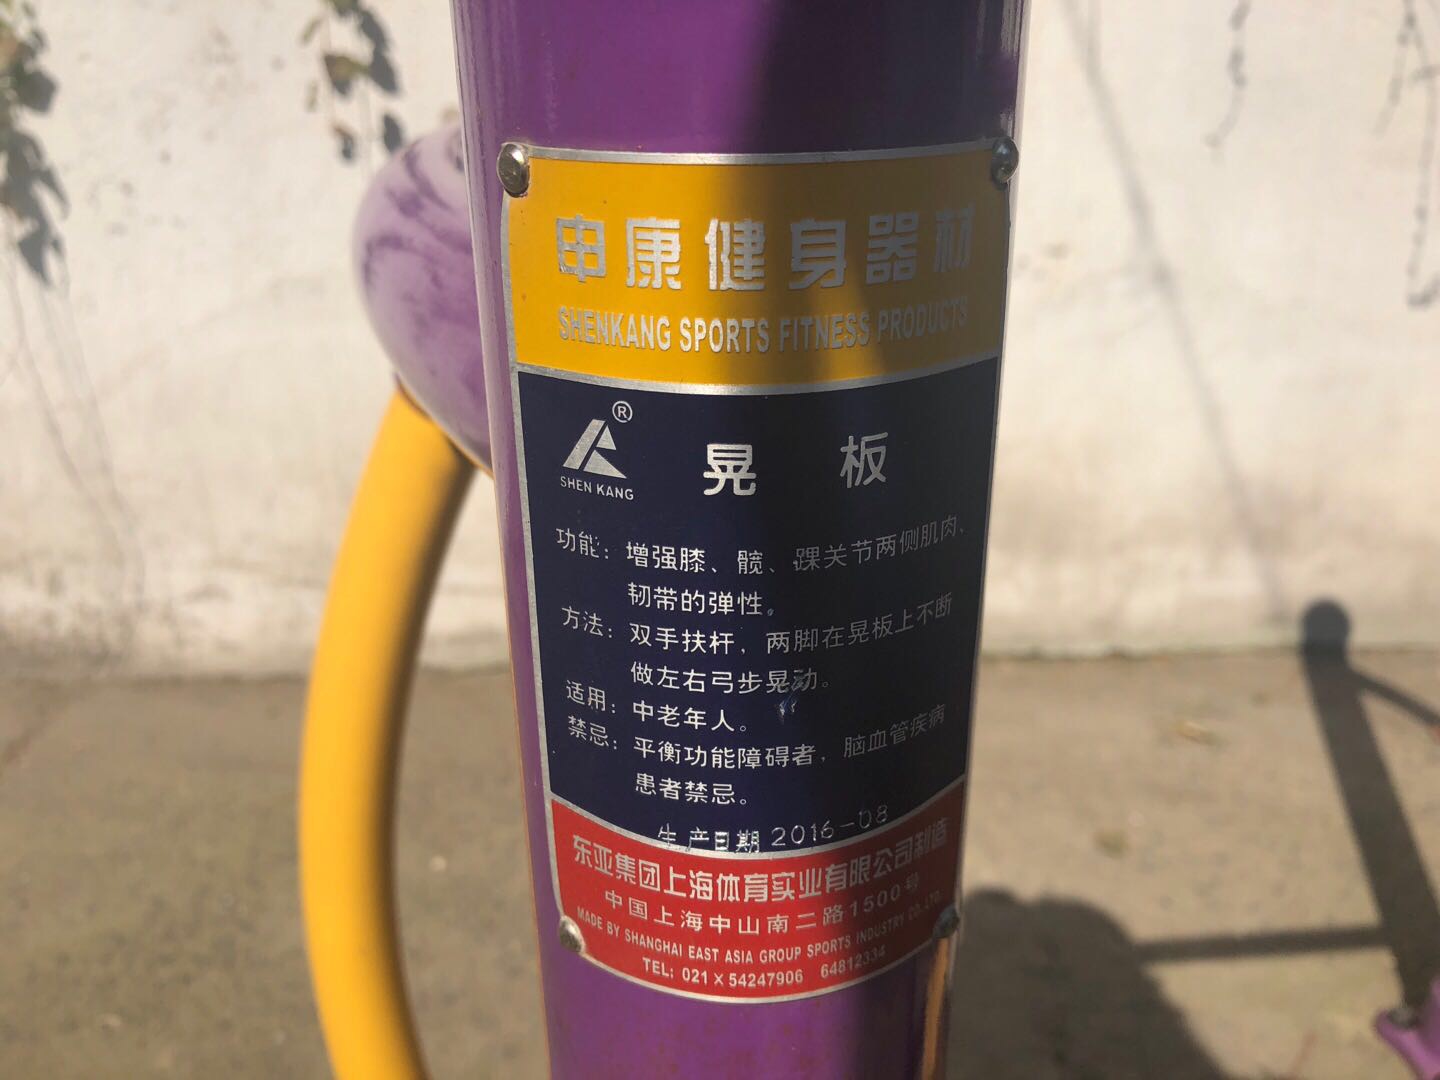 申康健身器材
SHENKANG SPORTS FITNESS PRODUCTS
®
SHEN KANG
晃 板
功能：增强膝、髋、踝关节两侧肌肉、
韧带的弹性。
方法：双手扶杆，两脚在晃板上不断
做左右弓步晃动。
适用：中老年人。
禁忌：平衡功能障碍者，脑血管疾病
患者禁忌。
生产日期 2016-08
东亚集团上海体育实业有限公司制造
中国上海中山南二路1500号
MADE BY SHANGHAI EAST ASIA GROUP SPORTS INDUSTRY CO.,LTD.
TEL: 021×54247906 64812334